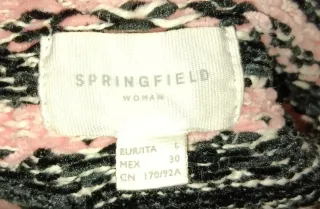 SPRINGFIELD
WOMAN
EUR/ITA L
MEX 30
CN 170/92A